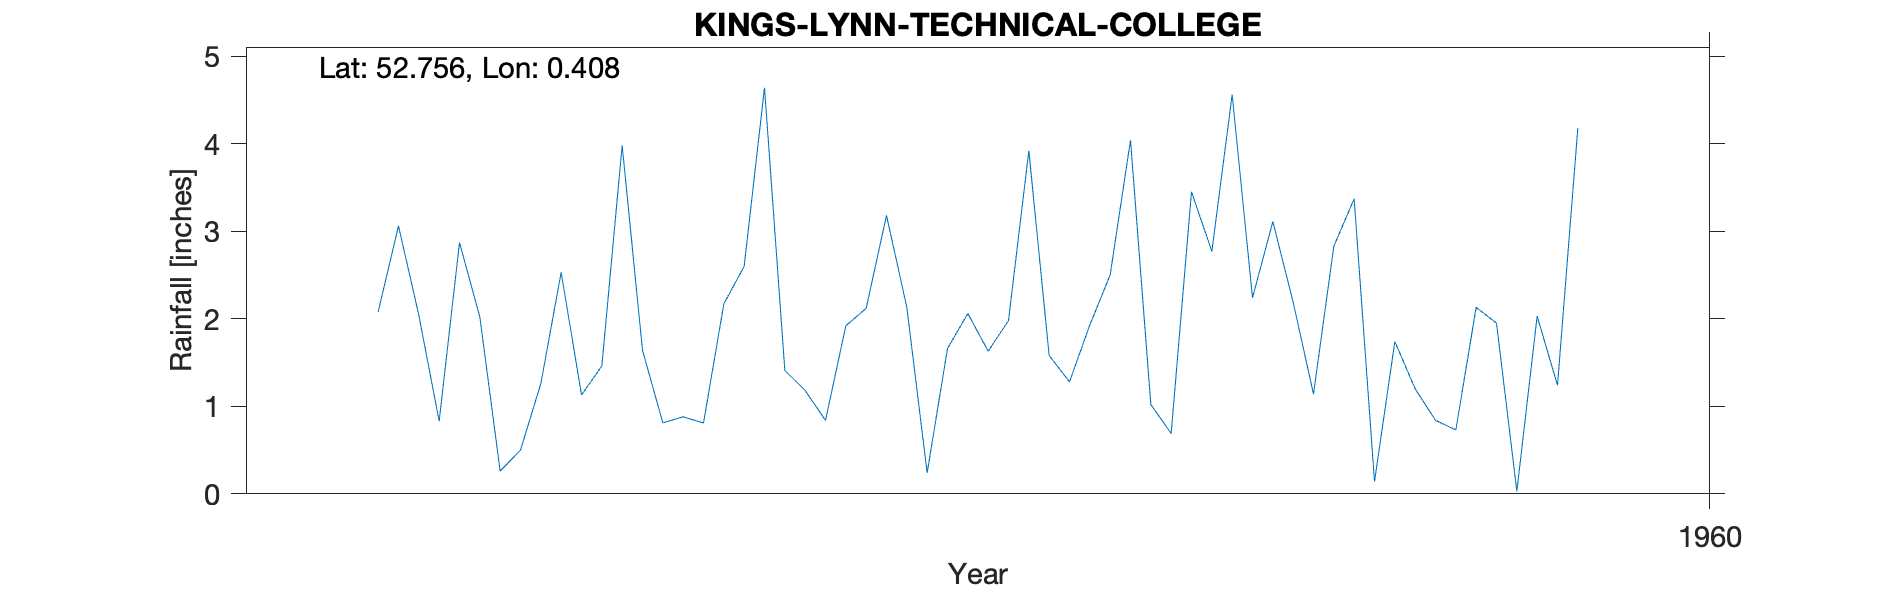 KINGS-LYNN-TECHNICAL-COLLEGE
Lat: 52.756, Lon: 0.408
5
4
3
2
1
0
Rainfall [inches]
1960
Year